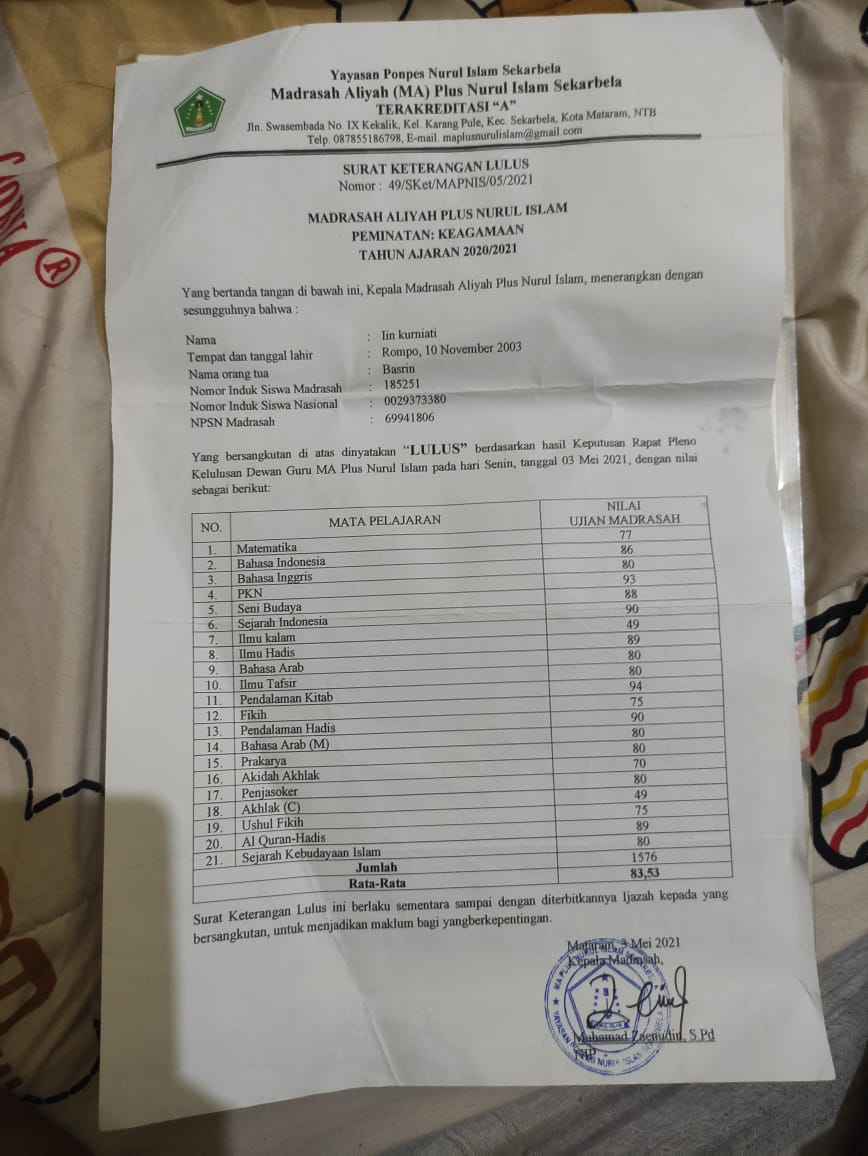 Yayasan Ponpes Nurul Islam Sekarbela
Madrasah Aliyah (MA) Plus Nurul Islam Sekarbela
TERAKREDITASI “A”
Jln. Swasembada No. IX Kekalik, Kel. Karang Pule, Kec. Sekarbela, Kota Mataram, NTB
Telp. 087855186798, E-mail. maplusnurulislam@gmail.com
SURAT KETERANGAN LULUS
Nomor : 49/SKet/MAPNIS/05/2021
MADRASAH ALIYAH PLUS NURUL ISLAM
PEMINATAN: KEAGAMAAN
TAHUN AJARAN 2020/2021
Yang bertanda tangan di bawah ini, Kepala Madrasah Aliyah Plus Nurul Islam, menerangkan dengan
sesungguhnya bahwa :
Nama : Iin kurniati
Tempat dan tanggal lahir : Rompo, 10 November 2003
Nama orang tua : Basrin
Nomor Induk Siswa Madrasah : 185251
Nomor Induk Siswa Nasional : 0029373380
NPSN Madrasah : 69941806
Yang bersangkutan di atas dinyatakan “LULUS” berdasarkan hasil Keputusan Rapat Pleno
Kelulusan Dewan Guru MA Plus Nurul Islam pada hari Senin, tanggal 03 Mei 2021, dengan nilai
sebagai berikut:
NO. MATA PELAJARAN NILAI
UJIAN MADRASAH
1. Matematika 77
2. Bahasa Indonesia 86
3. Bahasa Inggris 80
4. PKN 93
5. Seni Budaya 88
6. Sejarah Indonesia 90
7. Ilmu kalam 49
8. Ilmu Hadis 89
9. Bahasa Arab 80
10. Ilmu Tafsir 80
11. Pendalaman Kitab 94
12. Fikih 75
13. Pendalaman Hadis 90
14. Bahasa Arab (M) 80
15. Prakarya 80
16. Akidah Akhlak 70
17. Penjasoker 80
18. Akhlak (C) 49
19. Ushul Fikih 75
20. Al Quran-Hadis 89
21. Sejarah Kebudayaan Islam 80
Jumlah 1576
Rata-Rata 83,53
Surat Keterangan Lulus ini berlaku sementara sampai dengan diterbitkannya Ijazah kepada yang
bersangkutan, untuk menjadikan maklum bagi yangberkepentingan.
Mataram, 3 Mei 2021
Kepala Madrasah,
Muhamad Zaenudin, S.Pd
NIP